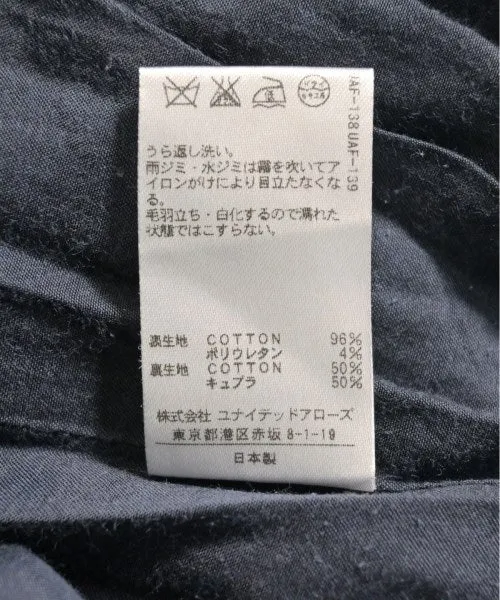 UAF-138UAF-139
うら返し洗い。
雨ジミ・水ジミは霧を吹いてア
イロンがけにより目立たなくな
る。
毛羽立ち・白化するので濡れた
状態ではこすらない。
表生地 COTTON 96%
ポリウレタン 4%
裏生地 COTTON 50%
キュプラ 50%
株式会社 ユナイテッドアローズ
東京都港区赤坂 8-1-19
日本製